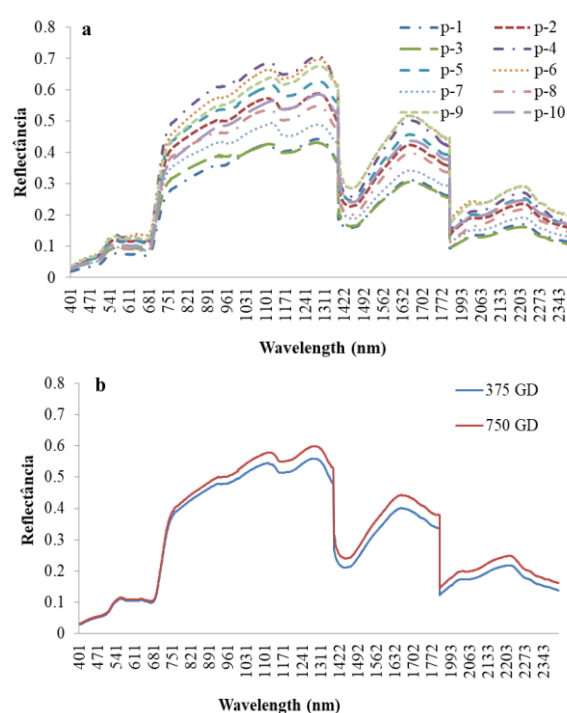 a
0.8
0.7
0.6
0.5
0.4
0.3
0.2
0.1
0
Reflectância
p-1 p-2
p-3 p-4
p-5 p-6
p-7 p-8
p-9 p-10
401 471 541 611 681 751 821 891 961 1031 1101 1171 1241 1311 1422 1492 1562 1632 1702 1772 1993 2063 2133 2203 2273 2343
Wavelength (nm)
b
0.8
0.7
0.6
0.5
0.4
0.3
0.2
0.1
0
Reflectância
375 GD
750 GD
401 471 541 611 681 751 821 891 961 1031 1101 1171 1241 1311 1422 1492 1562 1632 1702 1772 1993 2063 2133 2203 2273 2343
Wavelength (nm)